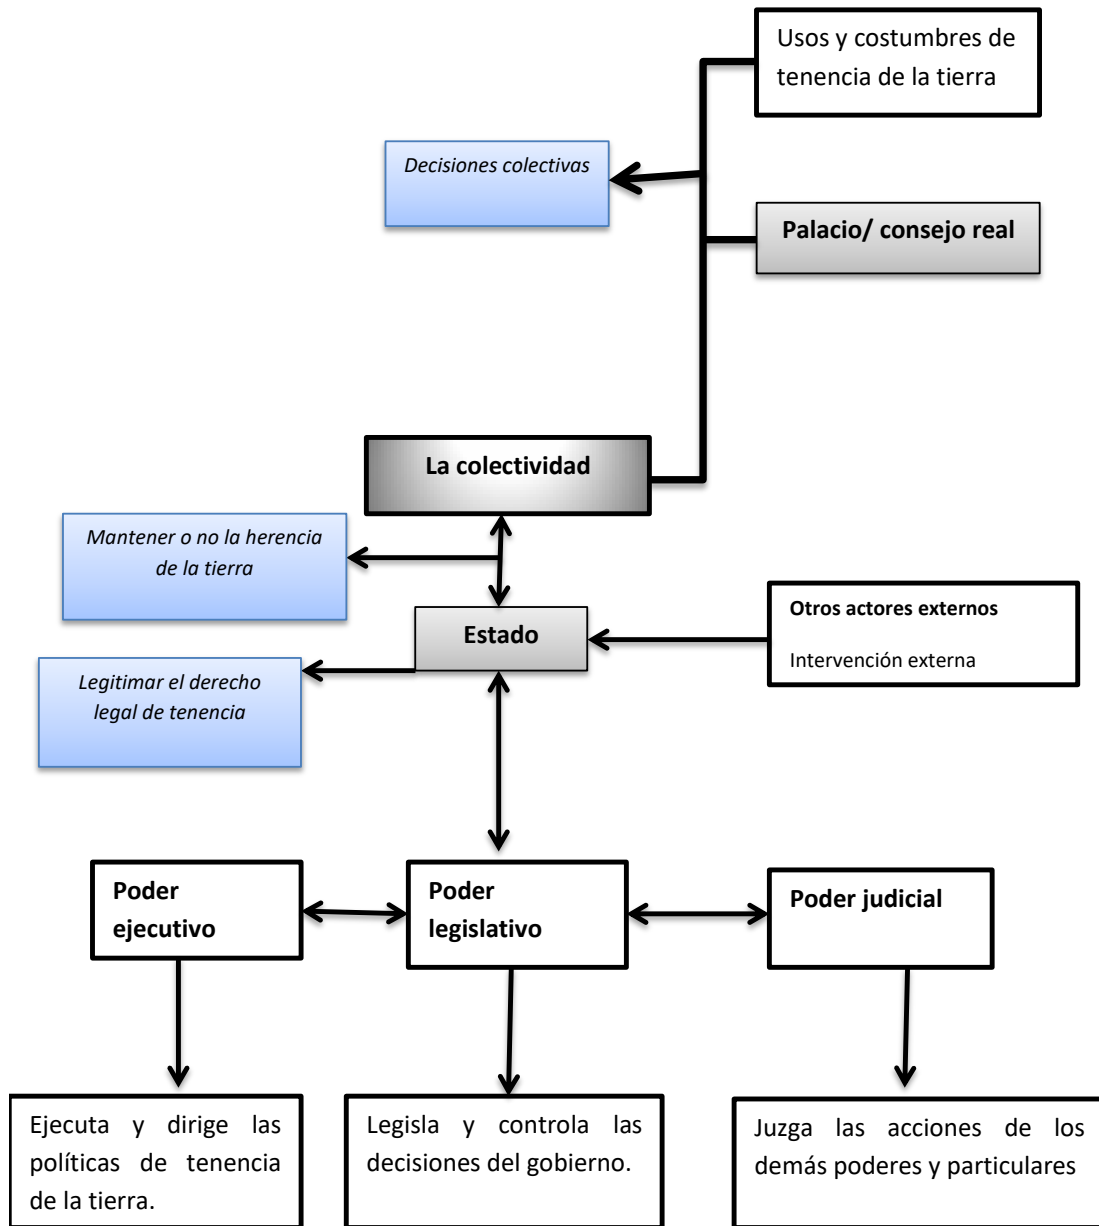 Usos y costumbres de
tenencia de la tierra
Decisiones colectivas
Palacio/ consejo real
La colectividad
Mantener o no la herencia
de la tierra
Estado
Otros actores externos
Intervención externa
Legitimar el derecho
legal de tenencia
Poder
ejecutivo
Poder
legislativo
Poder judicial
Ejecuta y dirige las
políticas de tenencia
de la tierra.
Legisla y controla las
decisiones del gobierno.
Juzga las acciones de los
demás poderes y particulares